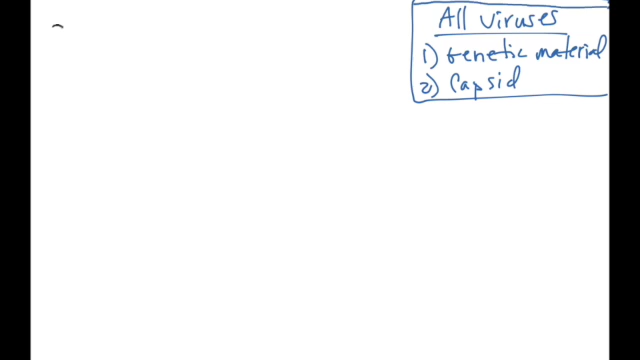 All viruses
1) Genetic material
2) Capsid